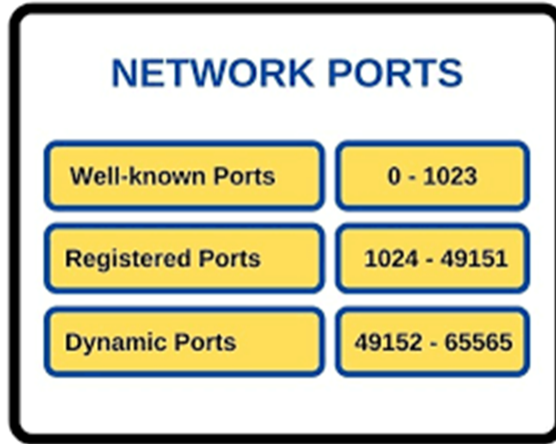 NETWORK PORTS
Well-known Ports 0 - 1023
Registered Ports 1024 - 49151
Dynamic Ports 49152 - 65565